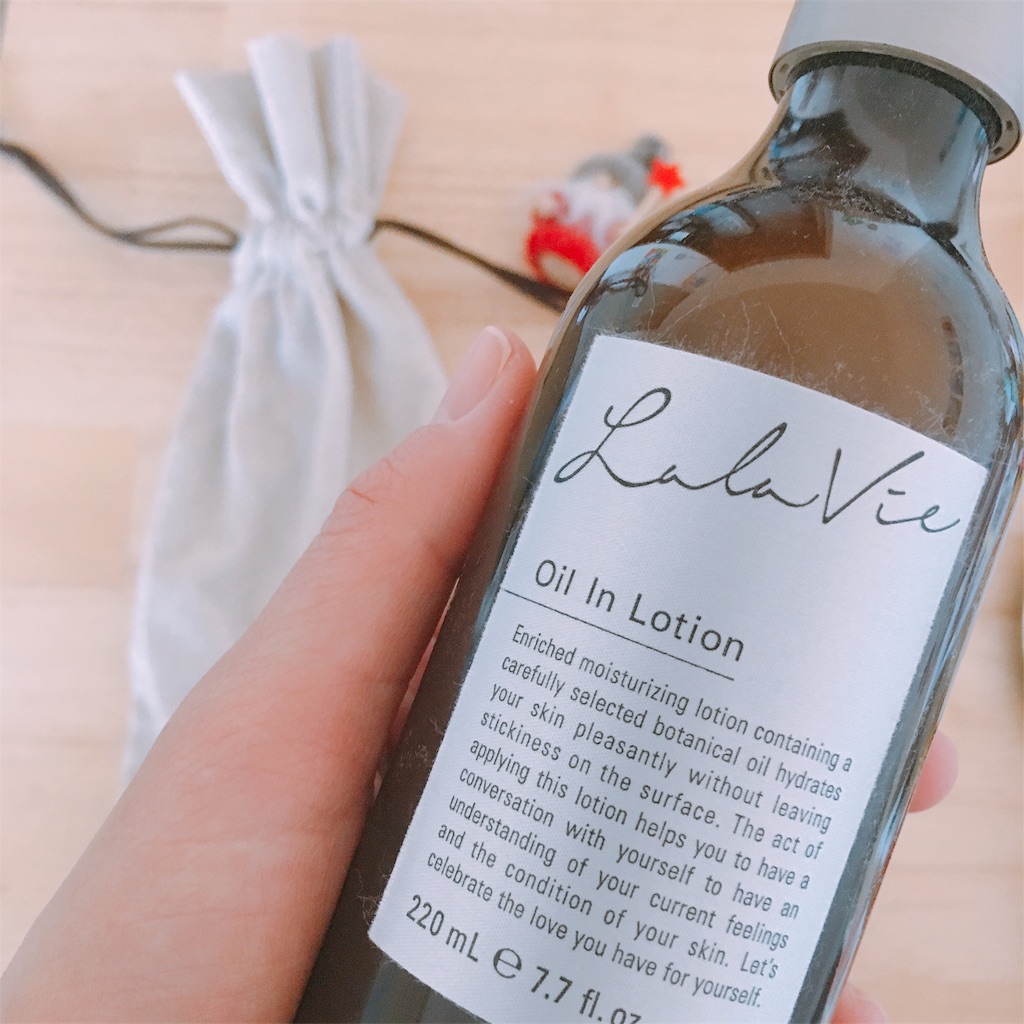 LalaVie
Oil In Lotion
Enriched moisturizing lotion containing a
carefully selected botanical oil hydrates
your skin pleasantly without leaving
stickiness on the surface. The act of
applying this lotion helps you to have a
conversation with yourself to have an
understanding of your current feelings
and the condition of your skin. Let's
celebrate the love you have for yourself.
220 mL ℮ 7.7 fl. oz